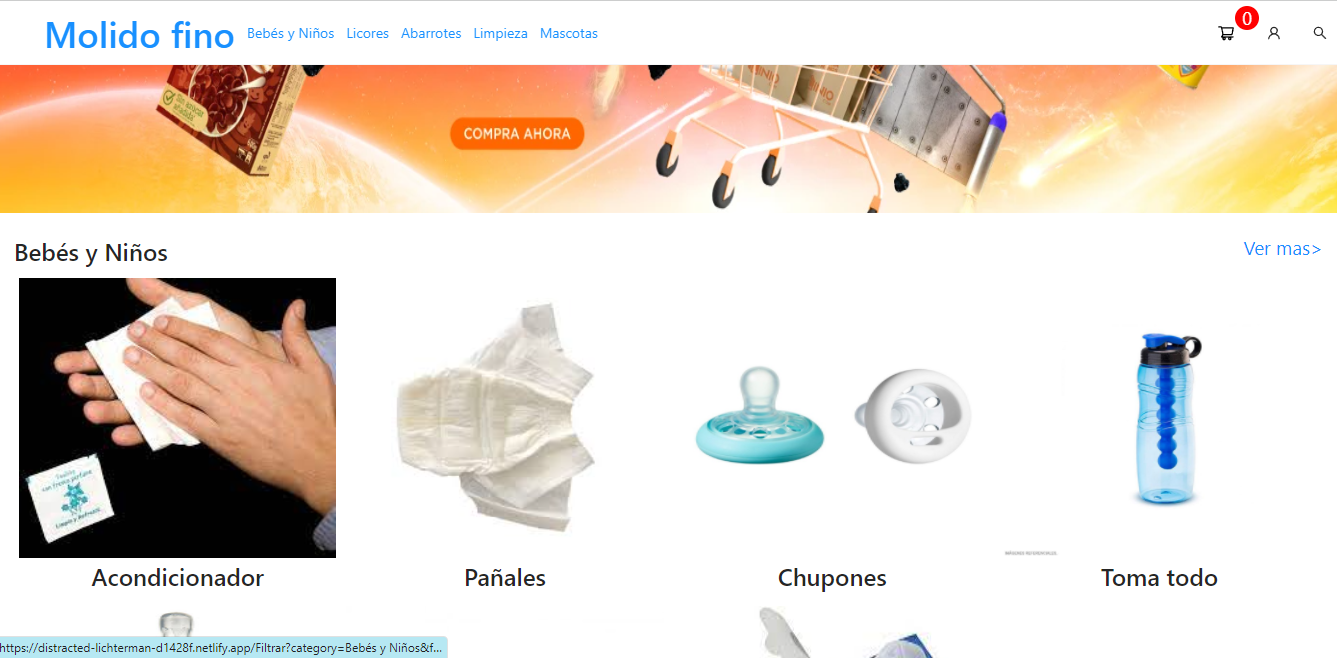 Molido fino
Bebés y Niños
Licores
Abarrotes
Limpieza
Mascotas
0
COMPRA AHORA
Bebés y Niños
Ver mas>
Acondicionador
Pañales
Chupones
Toma todo
https://distracted-lichterman-d1428f.netlify.app/Filtrar?category=Bebés y Niños&f...